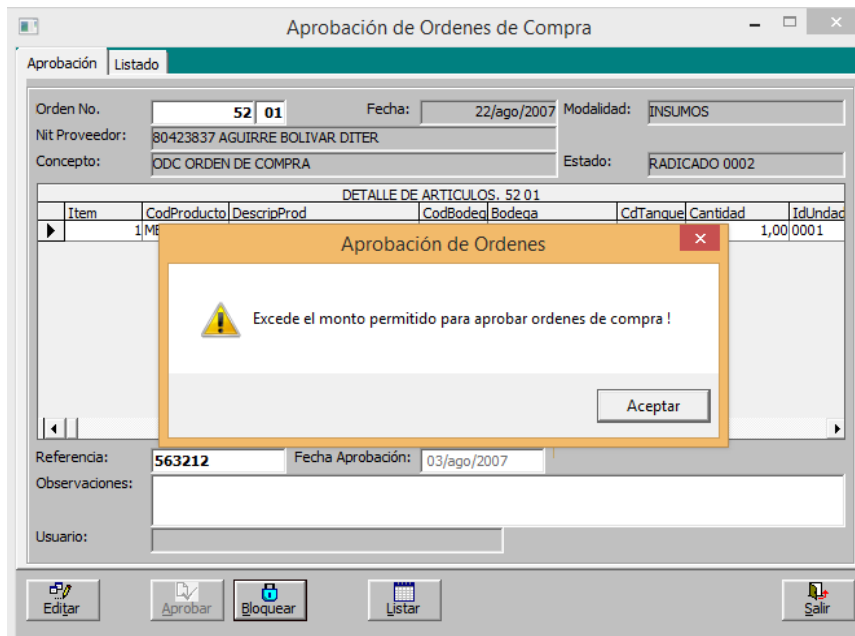 Aprobación de Ordenes de Compra
Aprobación Listado
Orden No. 52 01 Fecha: 22/ago/2007 Modalidad: INSUMOS
Nit Proveedor: 80423837 AGUIRRE BOLIVAR DITER
Concepto: ODC ORDEN DE COMPRA Estado: RADICADO 0002
DETALLE DE ARTICULOS. 52 01
Item CodProducto DescripProd CodBodeg Bodega CdTanque Cantidad IdUndad
1 ME 1,00 0001
Aprobación de Ordenes
Excede el monto permitido para aprobar ordenes de compra !
Aceptar
Referencia: 563212 Fecha Aprobación: 03/ago/2007
Observaciones:
Usuario:
Editar Aprobar Bloquear Listar Salir